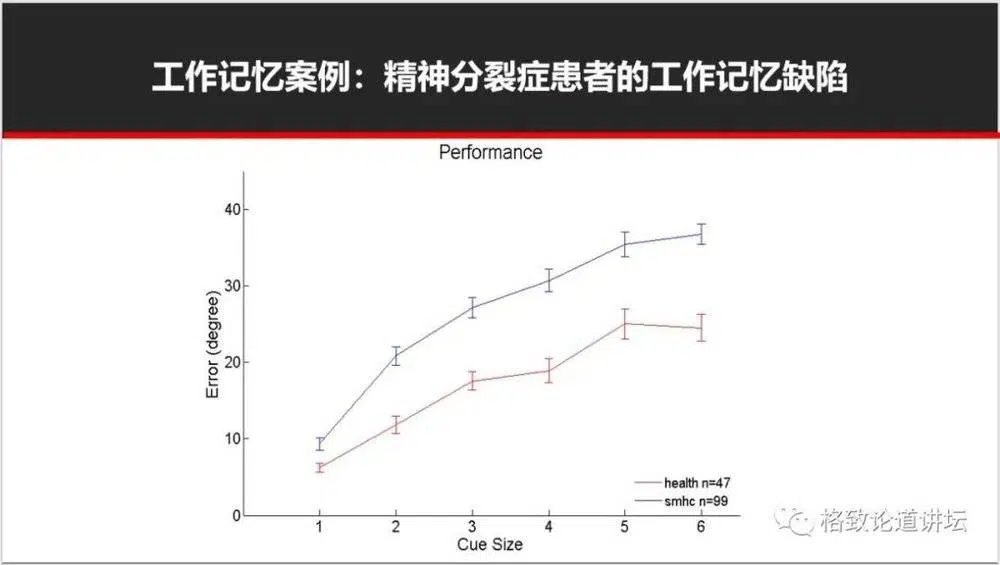 工作记忆案例：精神分裂症患者的工作记忆缺陷
Performance
40
30
20
10
0
Error (degree)
1 2 3 4 5 6
Cue Size
health n=47
smhc n=99
格致论道讲坛